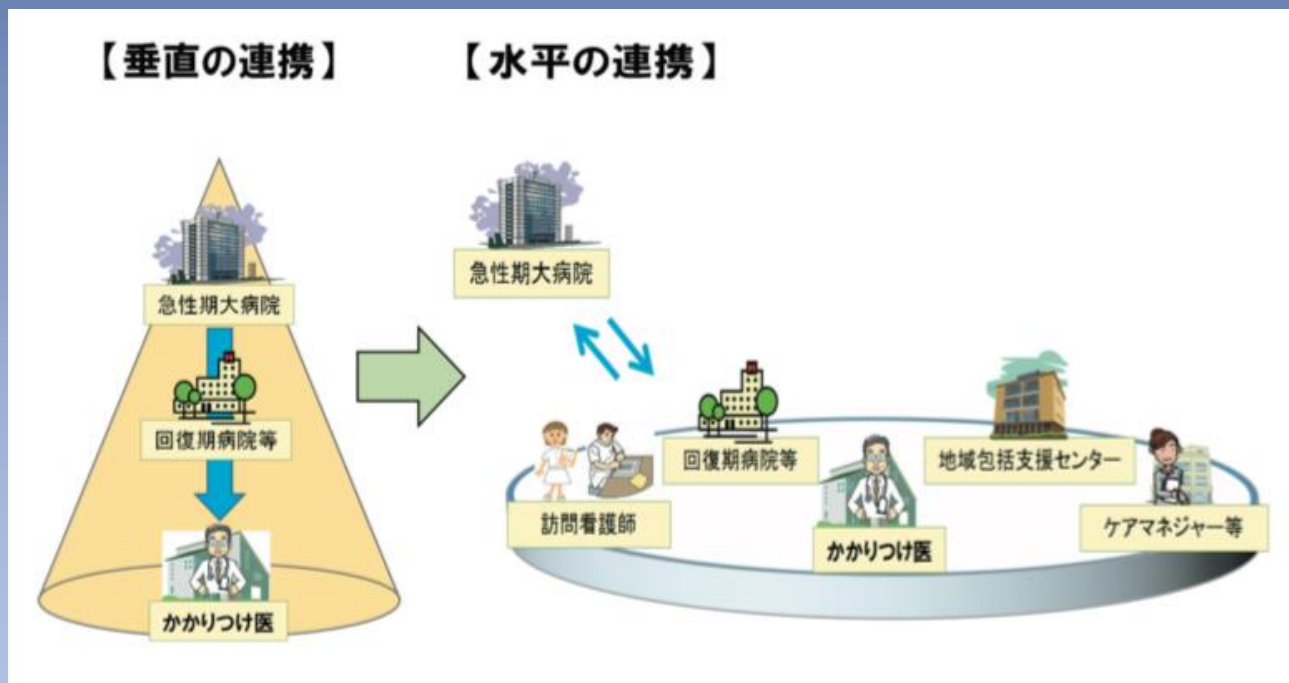 【垂直の連携】
【水平の連携】
急性期大病院
回復期病院等
かかりつけ医
急性期大病院
回復期病院等
地域包括支援センター
訪問看護師
かかりつけ医
ケアマネジャー等